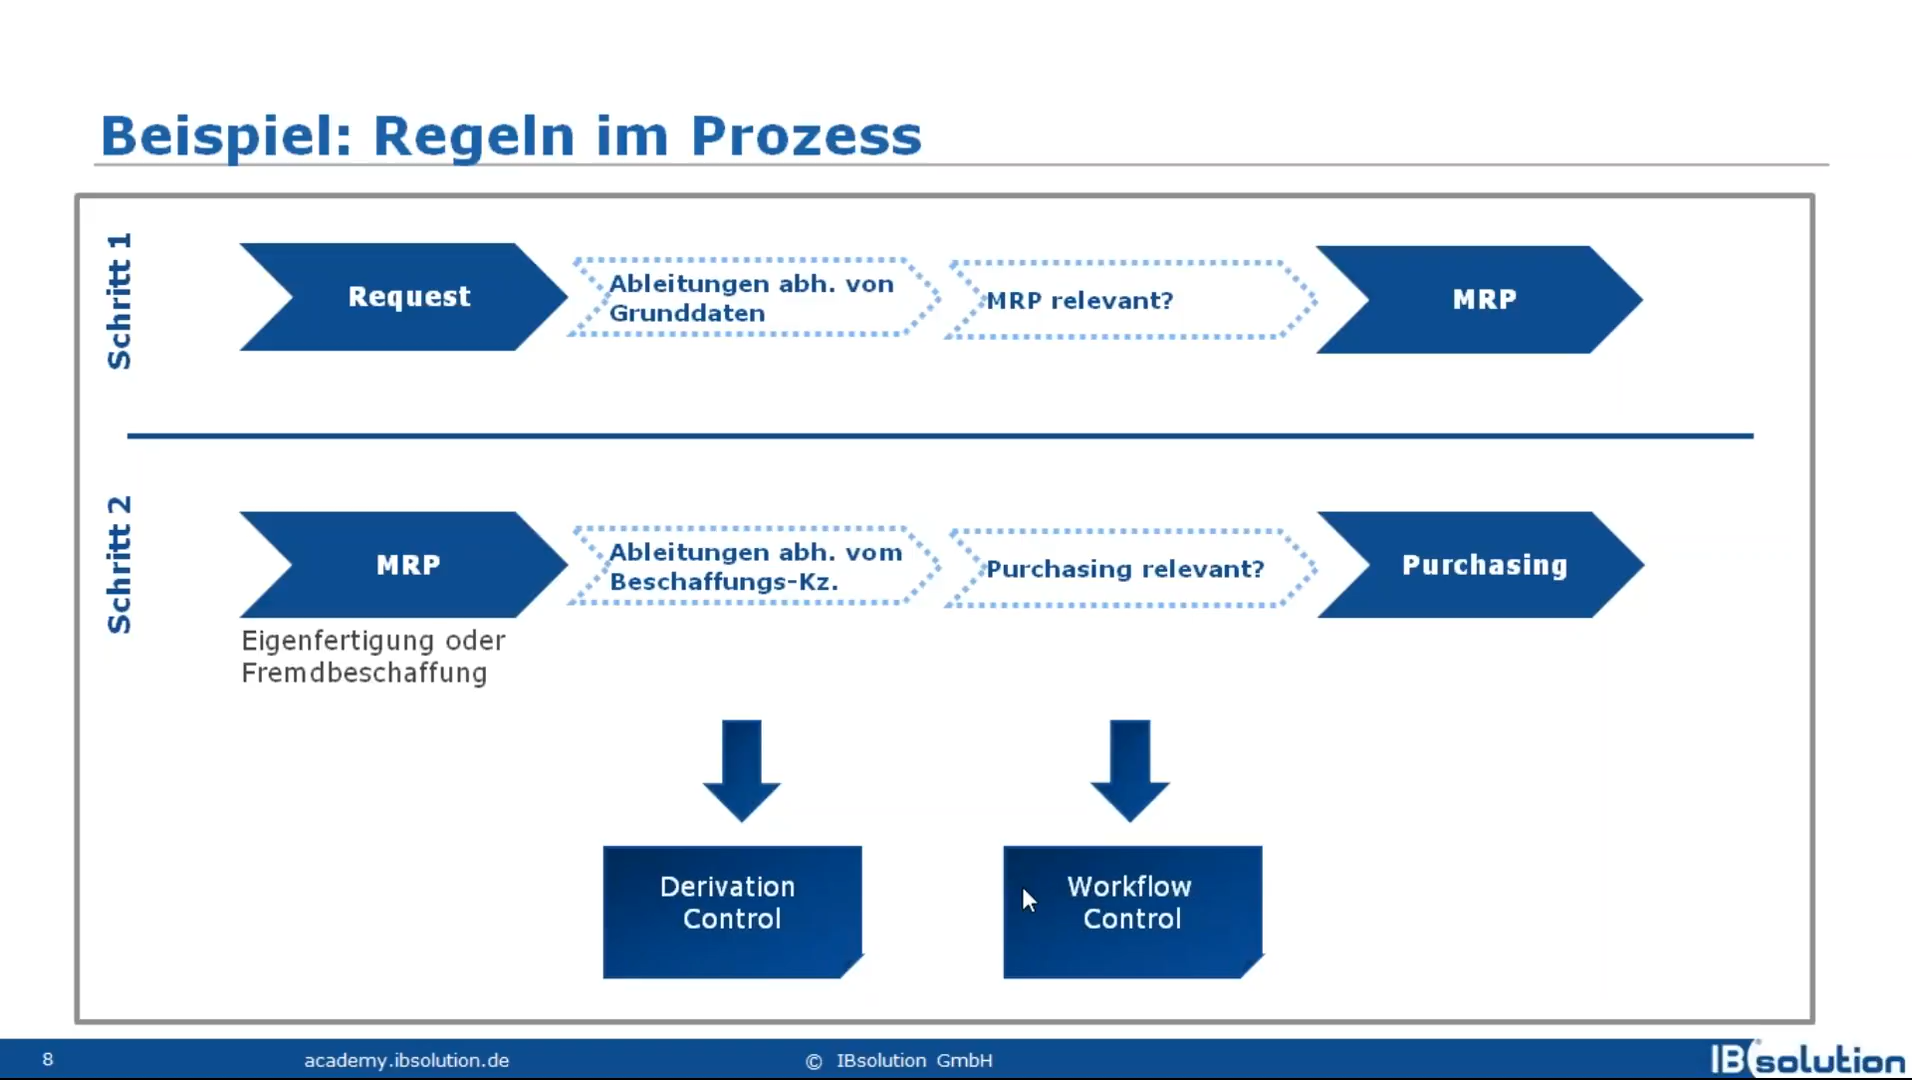 Beispiel: Regeln im Prozess
Schritt 1
Request
Ableitungen abh. von
Grunddaten
MRP relevant?
MRP
Schritt 2
MRP
Ableitungen abh. vom
Beschaffungs-Kz.
Purchasing relevant?
Purchasing
Eigenfertigung oder
Fremdbeschaffung
Derivation
Control
Workflow
Control
8
academy.ibsolution.de
© IBsolution GmbH
IBsolution